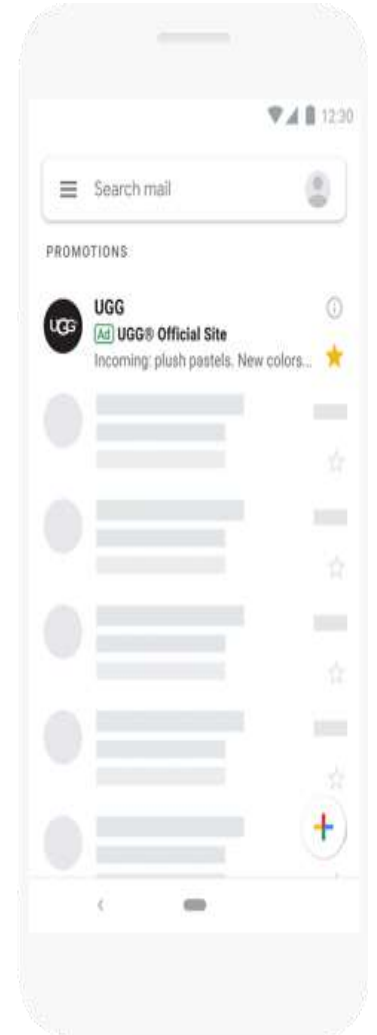 12:30
Search mail
PROMOTIONS
UGG
UGG
Ad UGG® Official Site
Incoming: plush pastels. New colors...